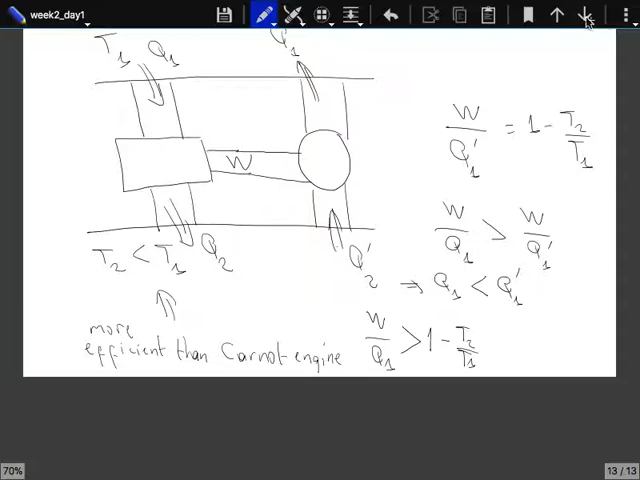 week2_day1
T1 Q1
Q1
W
W/Q1' = 1 - T2/T1
W/Q1 > W/Q1'
T2 < T1
Q2
Q2'
⇒ Q1 < Q1'
more
efficient than Carnot engine
W/Q1 > 1 - T2/T1
70%
13 / 13